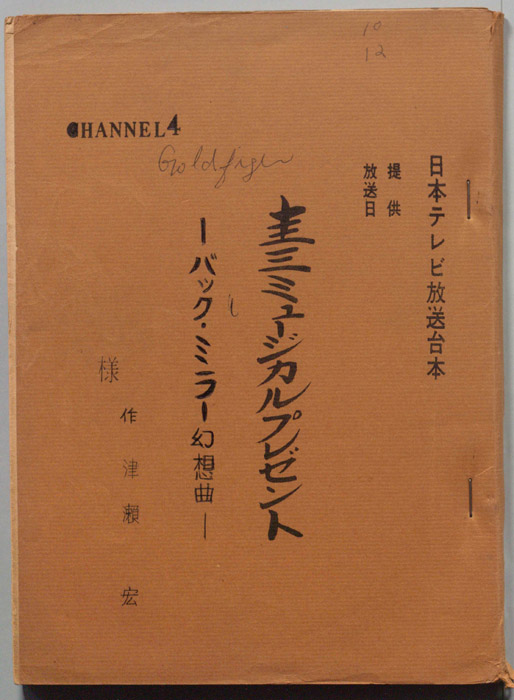 10
12
CHANNEL4
Goldfinger
日本テレビ放送台本
提供
放送日
圭三ミュージカルプレゼント
ーバック・ミラー幻想曲ー
様
作 津瀬 宏